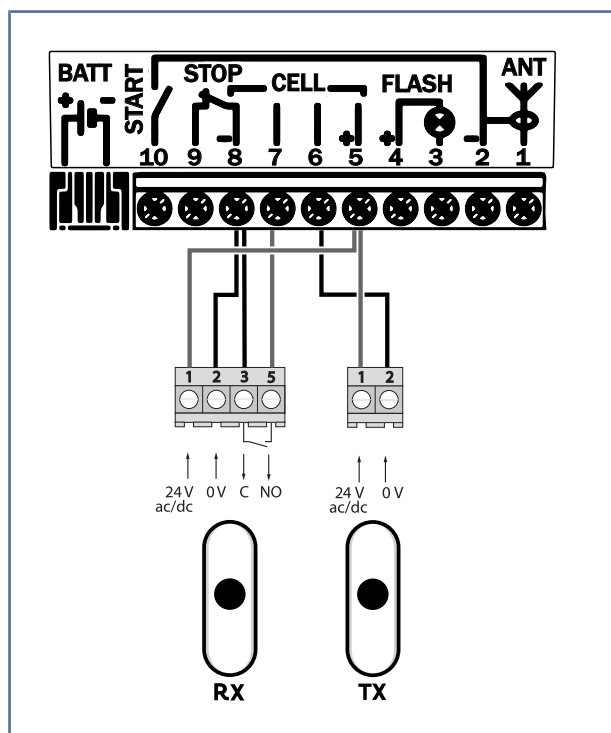 BATT
START
STOP
CELL
FLASH
ANT
+ -
- + + -
10 9 8 7 6 5 4 3 2 1
1 2 3 5
1 2
24 V 0 V C NO
ac/dc
24 V 0 V
ac/dc
RX
TX